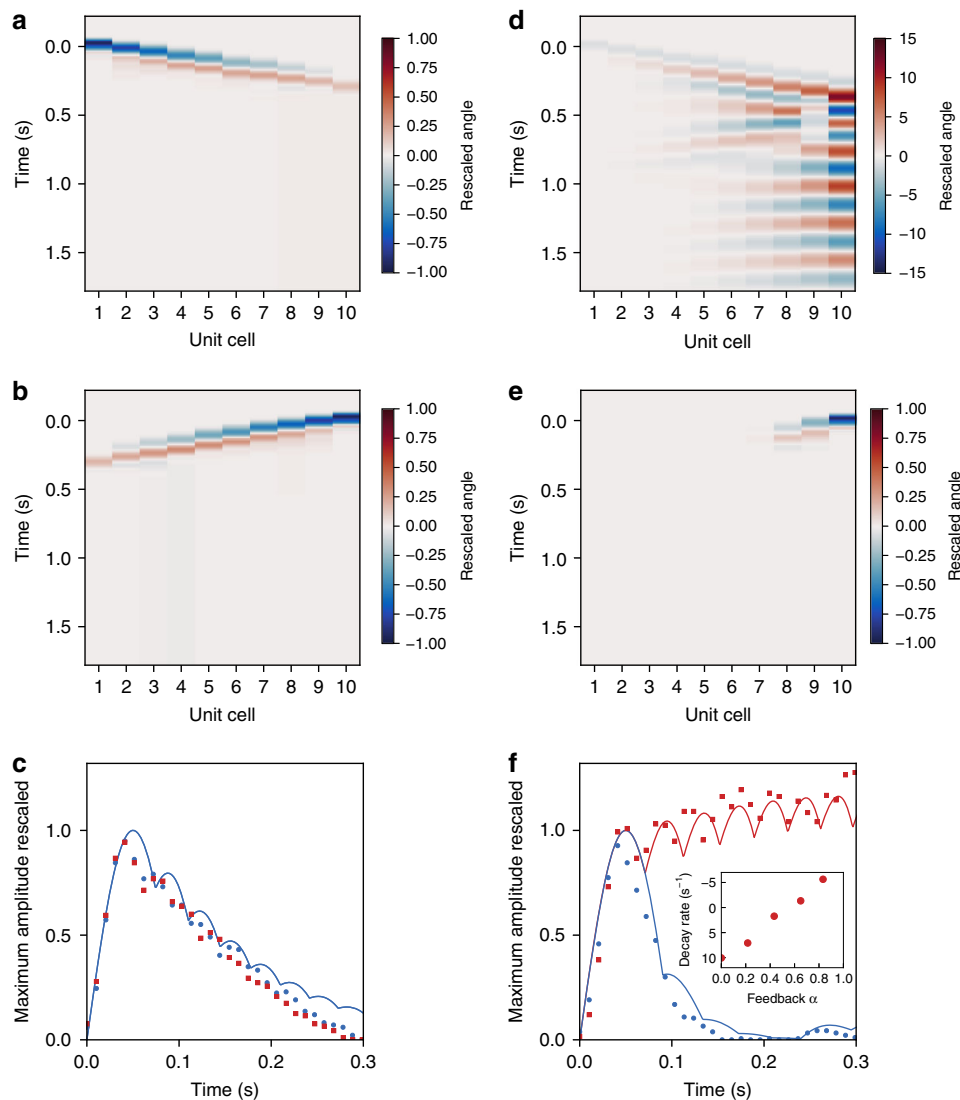 a
0.0
0.5
1.0
1.5
Time (s)
1 2 3 4 5 6 7 8 9 10
Unit cell
1.00
0.75
0.50
0.25
0.00
−0.25
−0.50
−0.75
−1.00
Rescaled angle
d
0.0
0.5
1.0
1.5
Time (s)
1 2 3 4 5 6 7 8 9 10
Unit cell
15
10
5
0
−5
−10
−15
Rescaled angle
b
0.0
0.5
1.0
1.5
Time (s)
1 2 3 4 5 6 7 8 9 10
Unit cell
1.00
0.75
0.50
0.25
0.00
−0.25
−0.50
−0.75
−1.00
Rescaled angle
e
0.0
0.5
1.0
1.5
Time (s)
1 2 3 4 5 6 7 8 9 10
Unit cell
1.00
0.75
0.50
0.25
0.00
−0.25
−0.50
−0.75
−1.00
Rescaled angle
c
Maximum amplitude rescaled
1.0
0.5
0.0
0.0 0.1 0.2 0.3
Time (s)
f
Maximum amplitude rescaled
1.0
0.5
0.0
0.0 0.1 0.2 0.3
Time (s)
Decay rate (s⁻¹)
−5
0
5
10
0.0 0.2 0.4 0.6 0.8 1.0
Feedback α